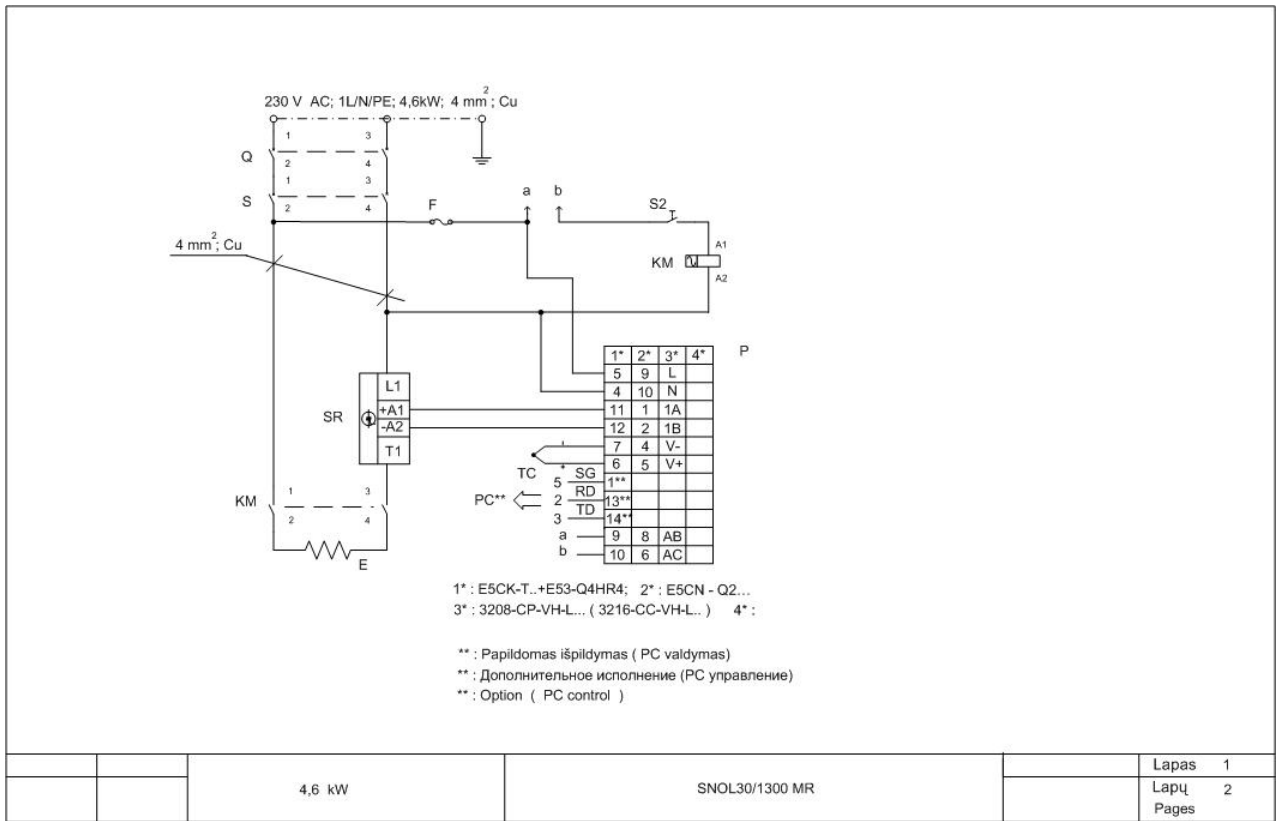 230 V AC; 1L/N/PE; 4,6kW; 4 mm²; Cu
1 3
Q
2 4
1 3
S
2 4
F
a b
S2
4 mm²; Cu
A1
KM
A2
P
1* 2* 3* 4*
5 9 L
4 10 N
L1
SR
+A1
-A2
T1
11 1 1A
12 2 1B
7 4 V-
6 5 V+
- 
+
TC
5 SG 1**
PC** 2 RD 13**
3 TD 14**
a 9 8 AB
b 10 6 AC
KM
1 3
2 4
E
1* : E5CK-T..+E53-Q4HR4; 2* : E5CN - Q2...
3* : 3208-CP-VH-L... ( 3216-CC-VH-L.. ) 4* :
** : Papildomas išpildymas ( PC valdymas)
** : Дополнительное исполнение (PC управление)
** : Option ( PC control )
4,6 kW
SNOL30/1300 MR
Lapas 1
Lapų 2
Pages